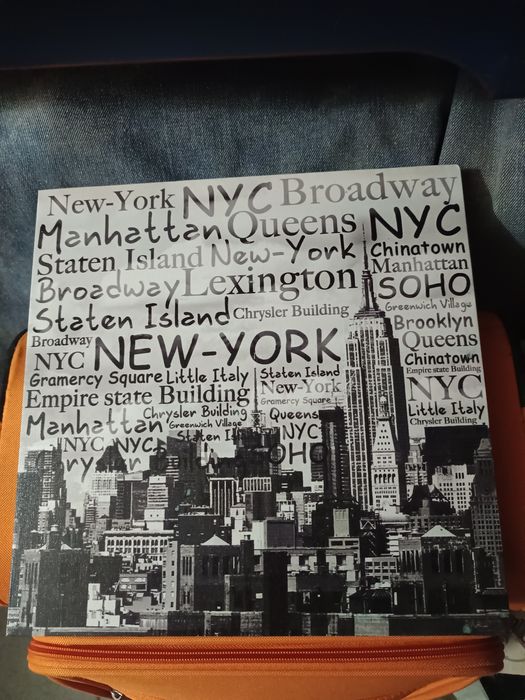 New-York NYC Broadway
Manhattan Queens NYC
Staten Island New-York Chinatown
Manhattan
Broadway Lexington SOHO
Staten Island Chrysler Building Greenwich Village
Brooklyn
Broadway NEW-YORK Queens
NYC Chinatown
Gramercy Square Little Italy Staten Island Empire state Building
Empire state Building New-York NYC
Gramercy Square
Manhattan Chrysler Building Queens Little Italy
Greenwich Village Chrysler Building
NYC NYC Staten NYC
SOHO